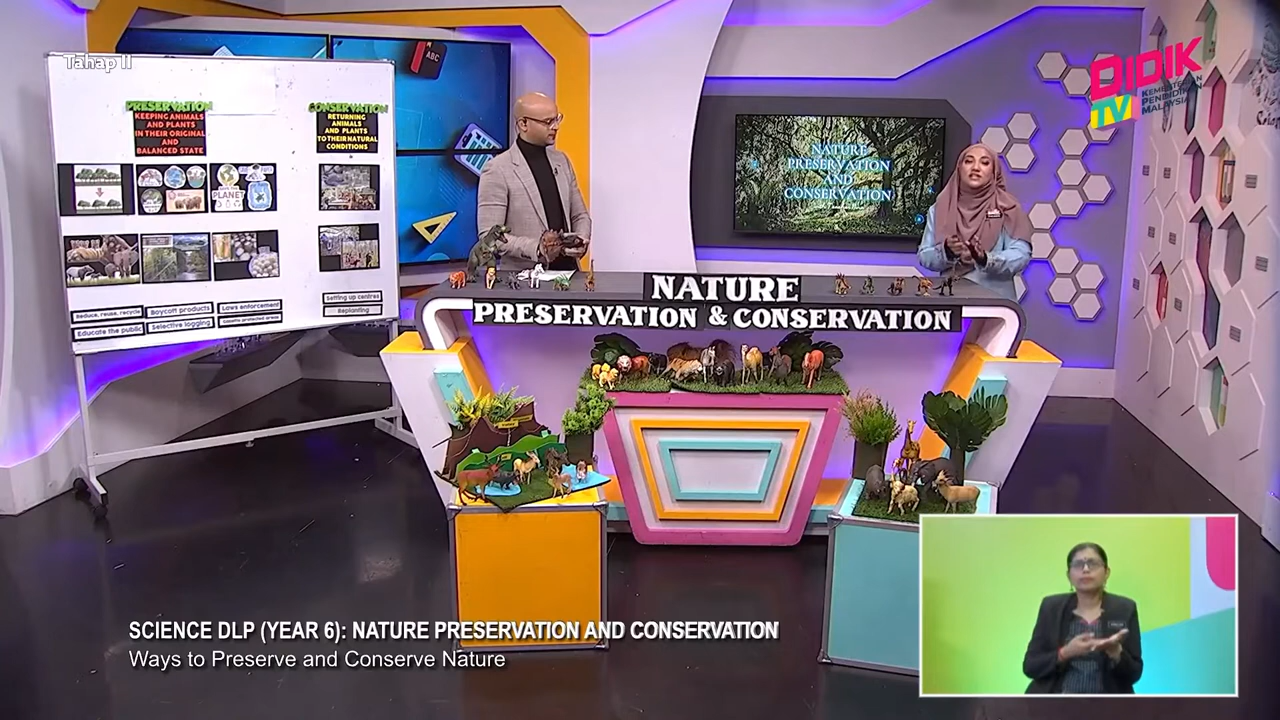 Tahap II
PRESERVATION
KEEPING ANIMALS
AND PLANTS
IN THEIR ORIGINAL
AND
BALANCED STATE
CONSERVATION
RETURNING
ANIMALS
AND PLANTS
TO THEIR NATURAL
CONDITIONS
Reduce, reuse, recycle
Boycott products
Laws enforcement
Educate the public
Selective logging
Setting up centres
Replanting
ABC
NATURE
PRESERVATION
AND
CONSERVATION
DIDIK
TV
KEMENTERIAN
PENDIDIKAN
MALAYSIA
NATURE
PRESERVATION & CONSERVATION
SCIENCE DLP (YEAR 6): NATURE PRESERVATION AND CONSERVATION
Ways to Preserve and Conserve Nature